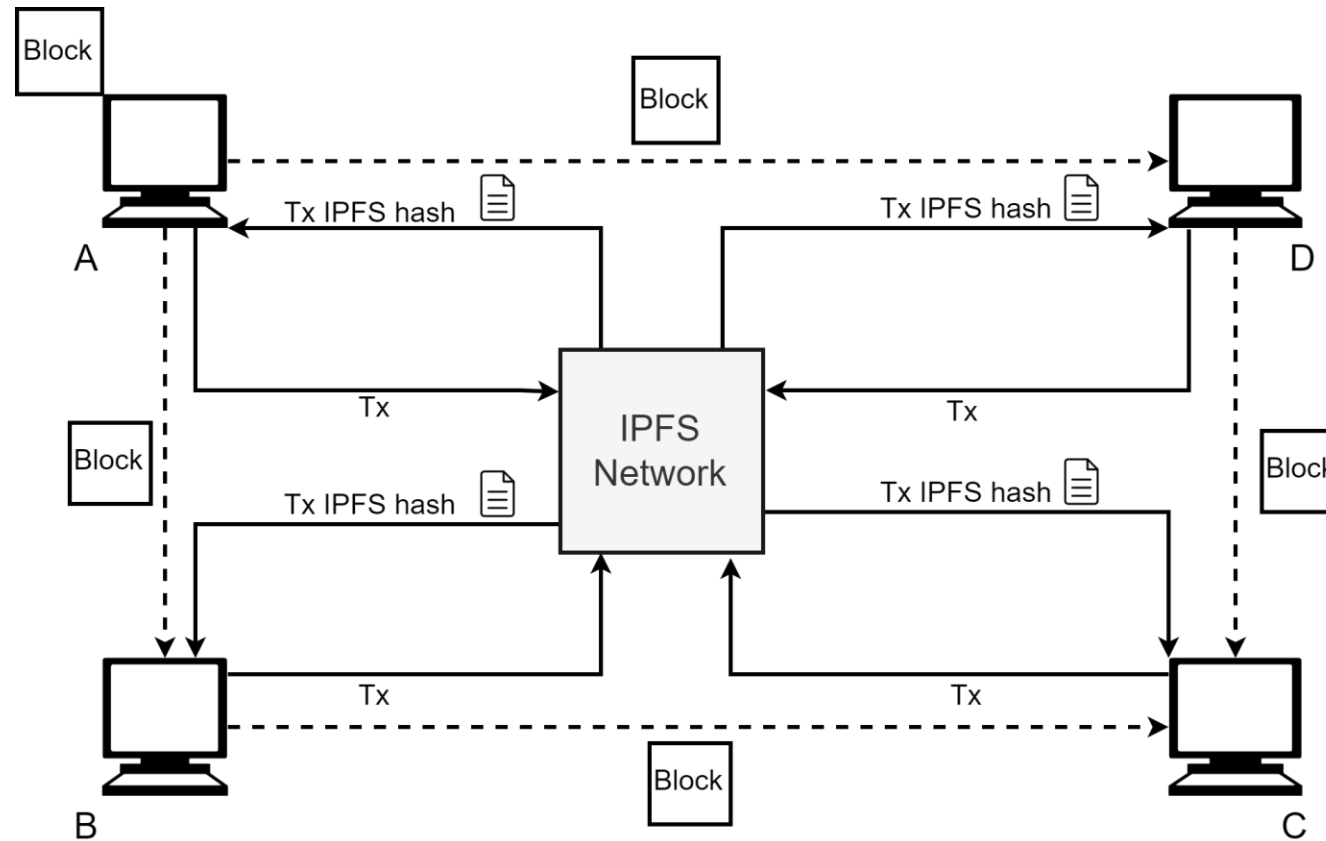 Block
Block
Tx IPFS hash
Tx IPFS hash
A
D
Tx
Tx
IPFS
Network
Block
Block
Tx IPFS hash
Tx IPFS hash
Tx
Tx
Block
B
C